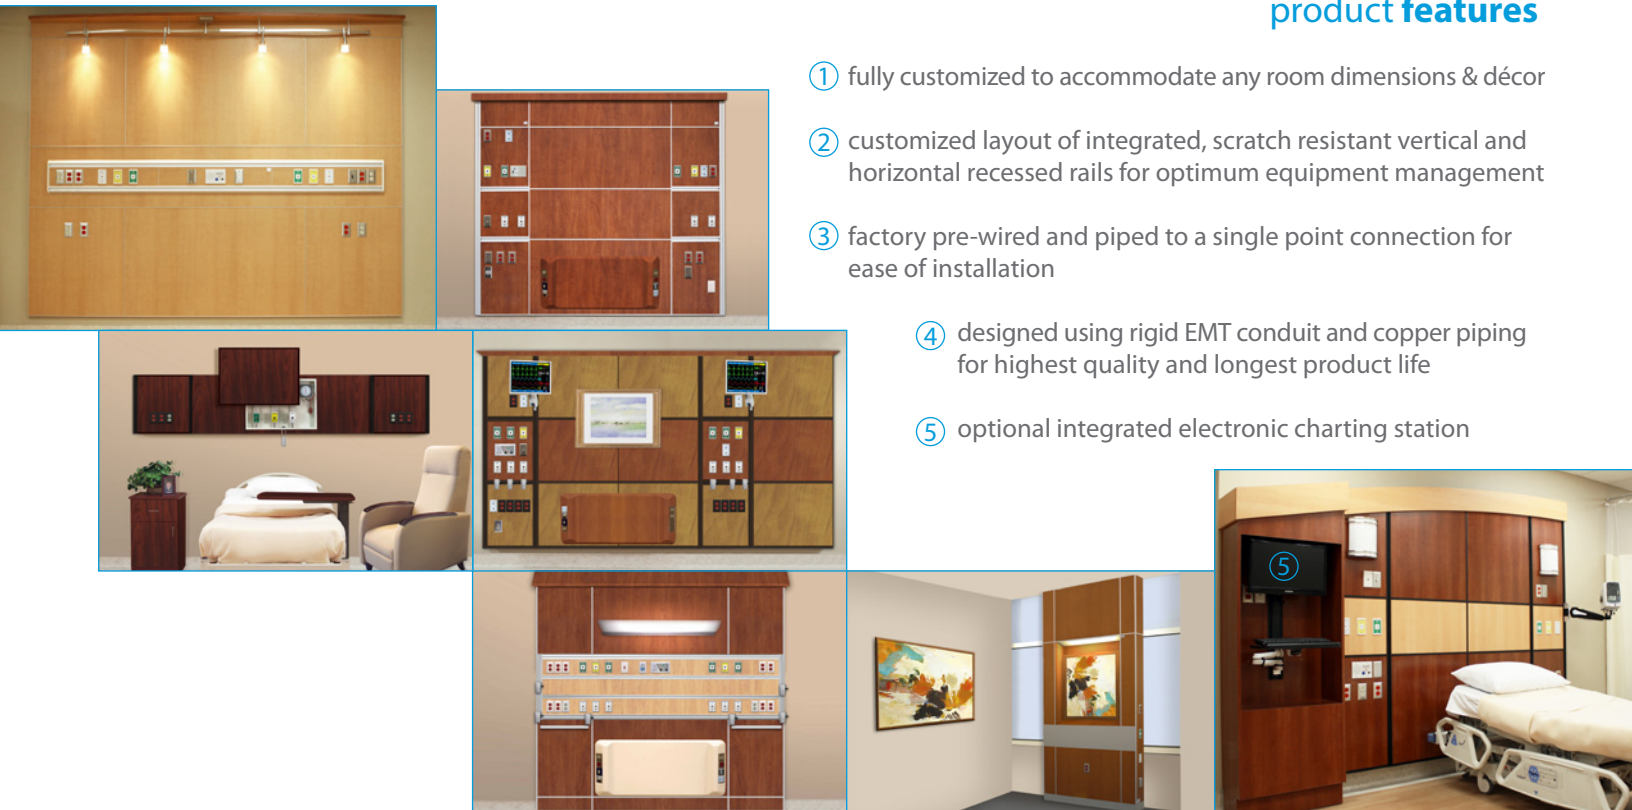 product features
① fully customized to accommodate any room dimensions & décor
② customized layout of integrated, scratch resistant vertical and
horizontal recessed rails for optimum equipment management
③ factory pre-wired and piped to a single point connection for
ease of installation
④ designed using rigid EMT conduit and copper piping
for highest quality and longest product life
⑤ optional integrated electronic charting station
⑤